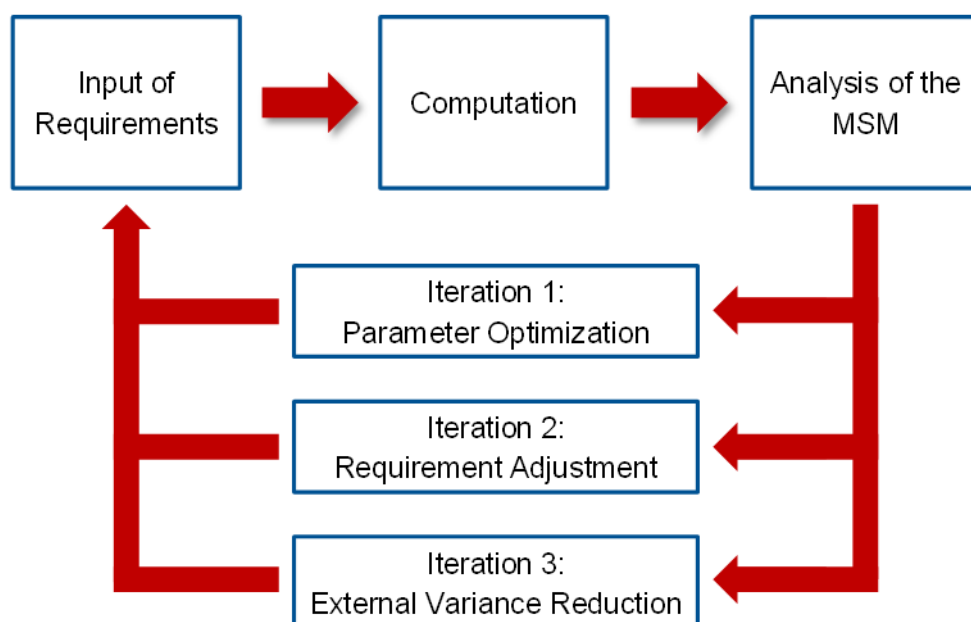 Input of
Requirements
Computation
Analysis of the
MSM
Iteration 1:
Parameter Optimization
Iteration 2:
Requirement Adjustment
Iteration 3:
External Variance Reduction